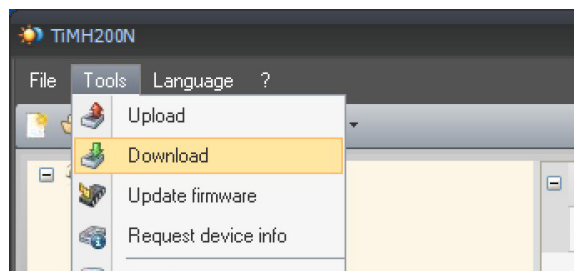 TiMH200N
File Tools Language ?
Upload
Download
Update firmware
Request device info